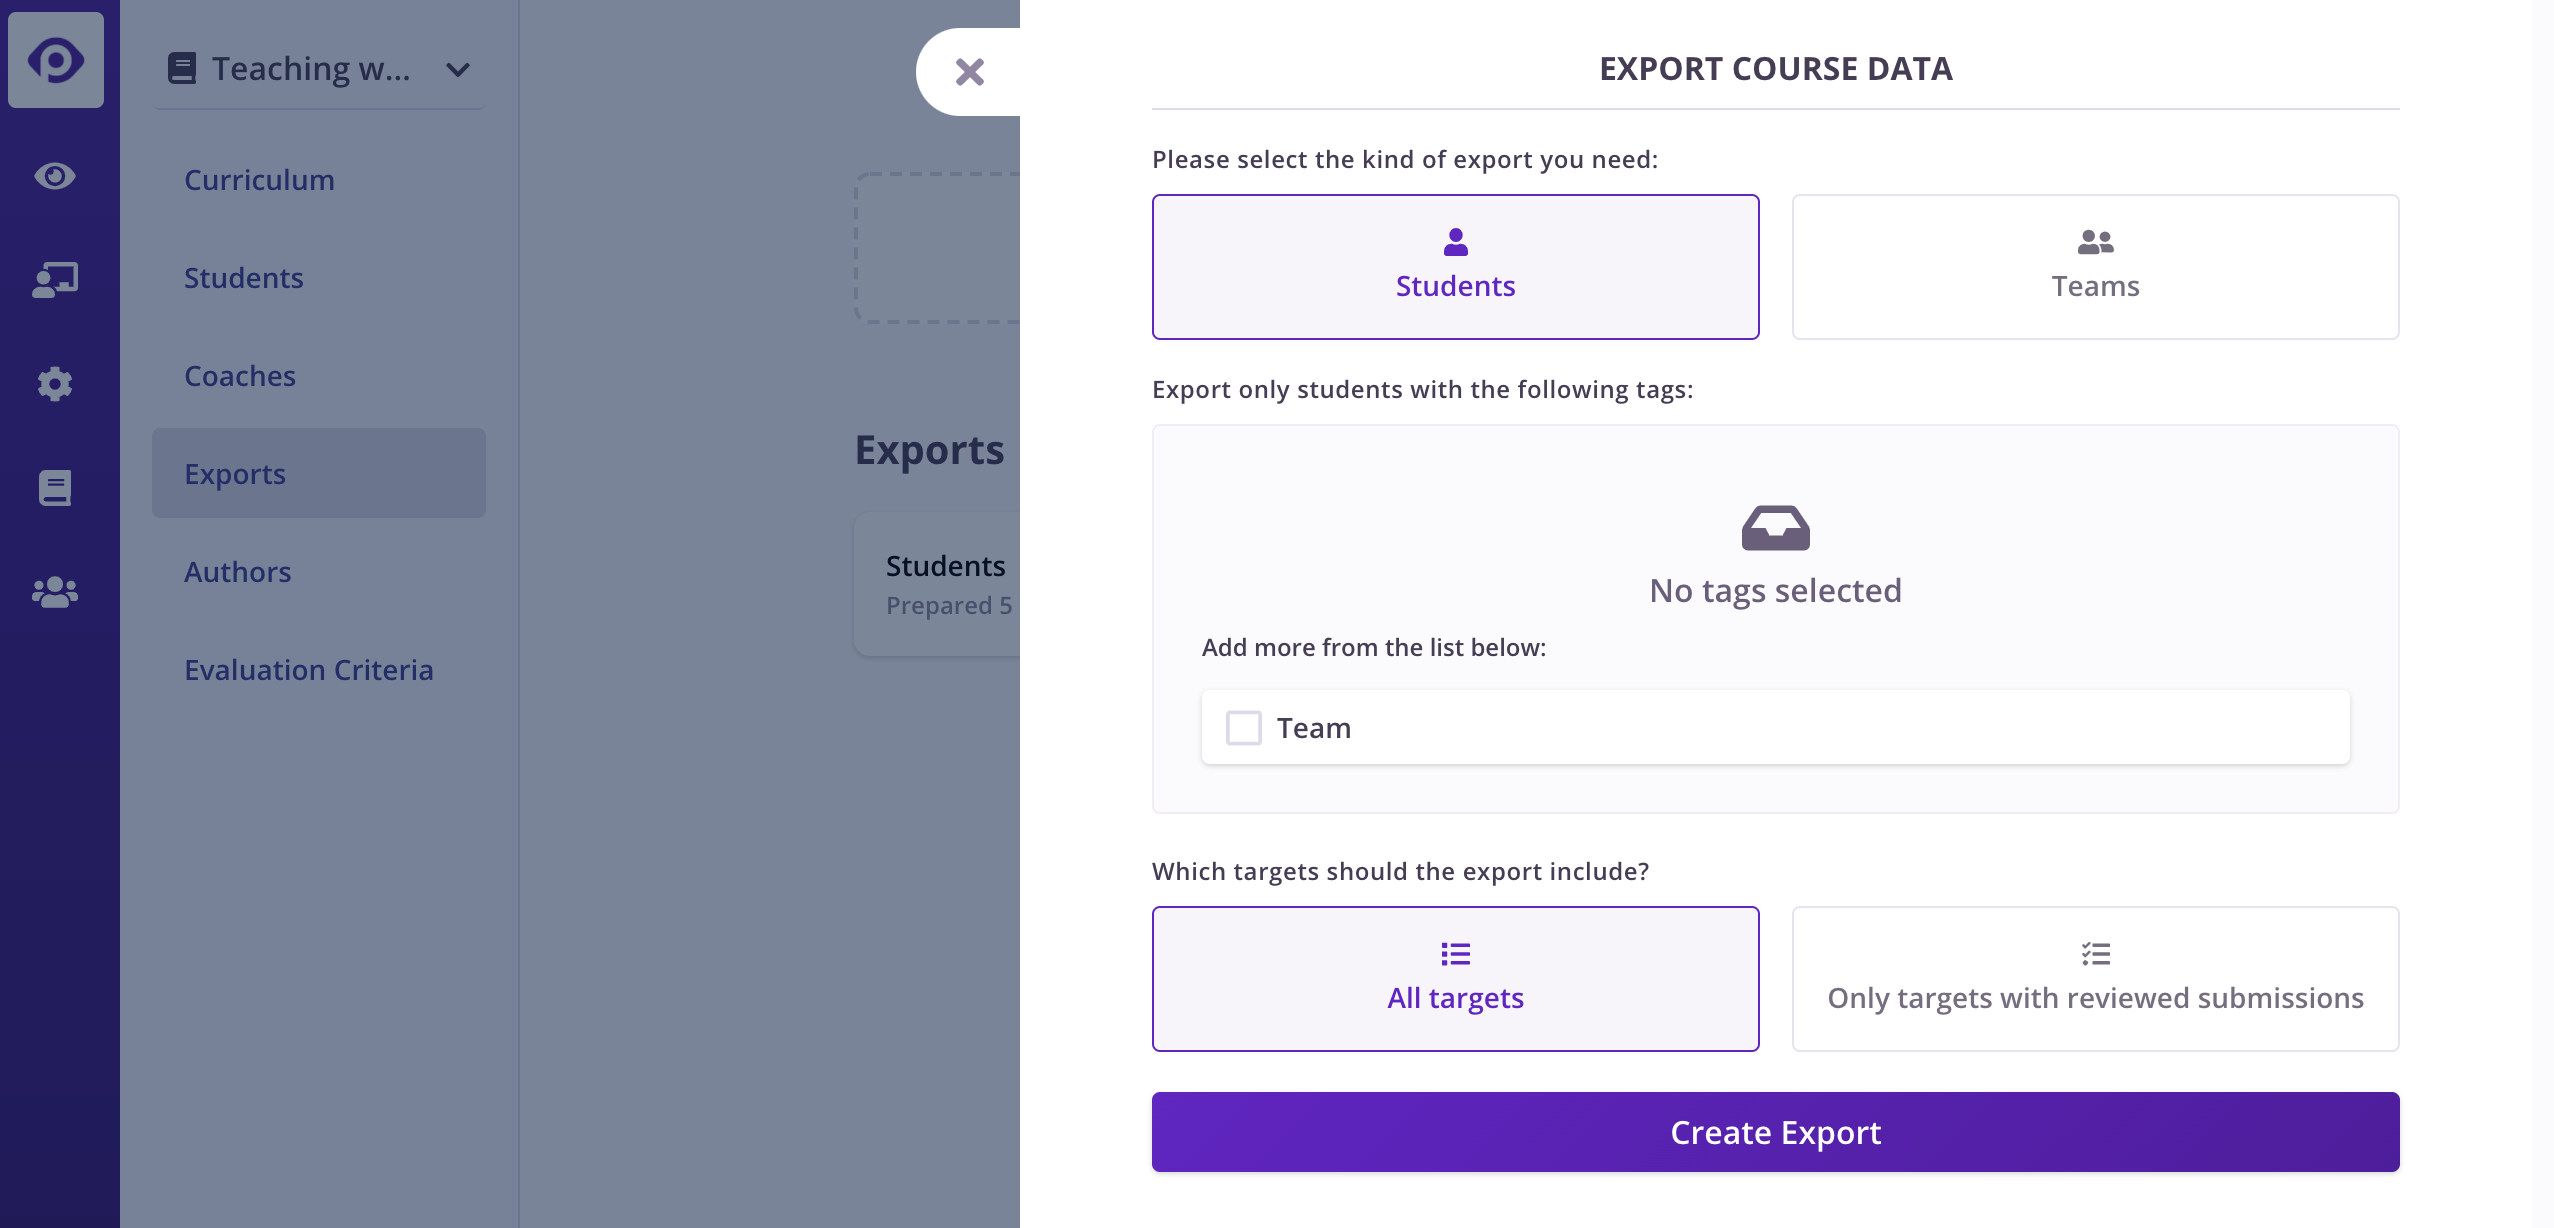 Teaching w...
Curriculum
Students
Coaches
Exports
Authors
Evaluation Criteria
Exports
Students
Prepared 5
EXPORT COURSE DATA
Please select the kind of export you need:
Students
Teams
Export only students with the following tags:
No tags selected
Add more from the list below:
Team
Which targets should the export include?
All targets
Only targets with reviewed submissions
Create Export